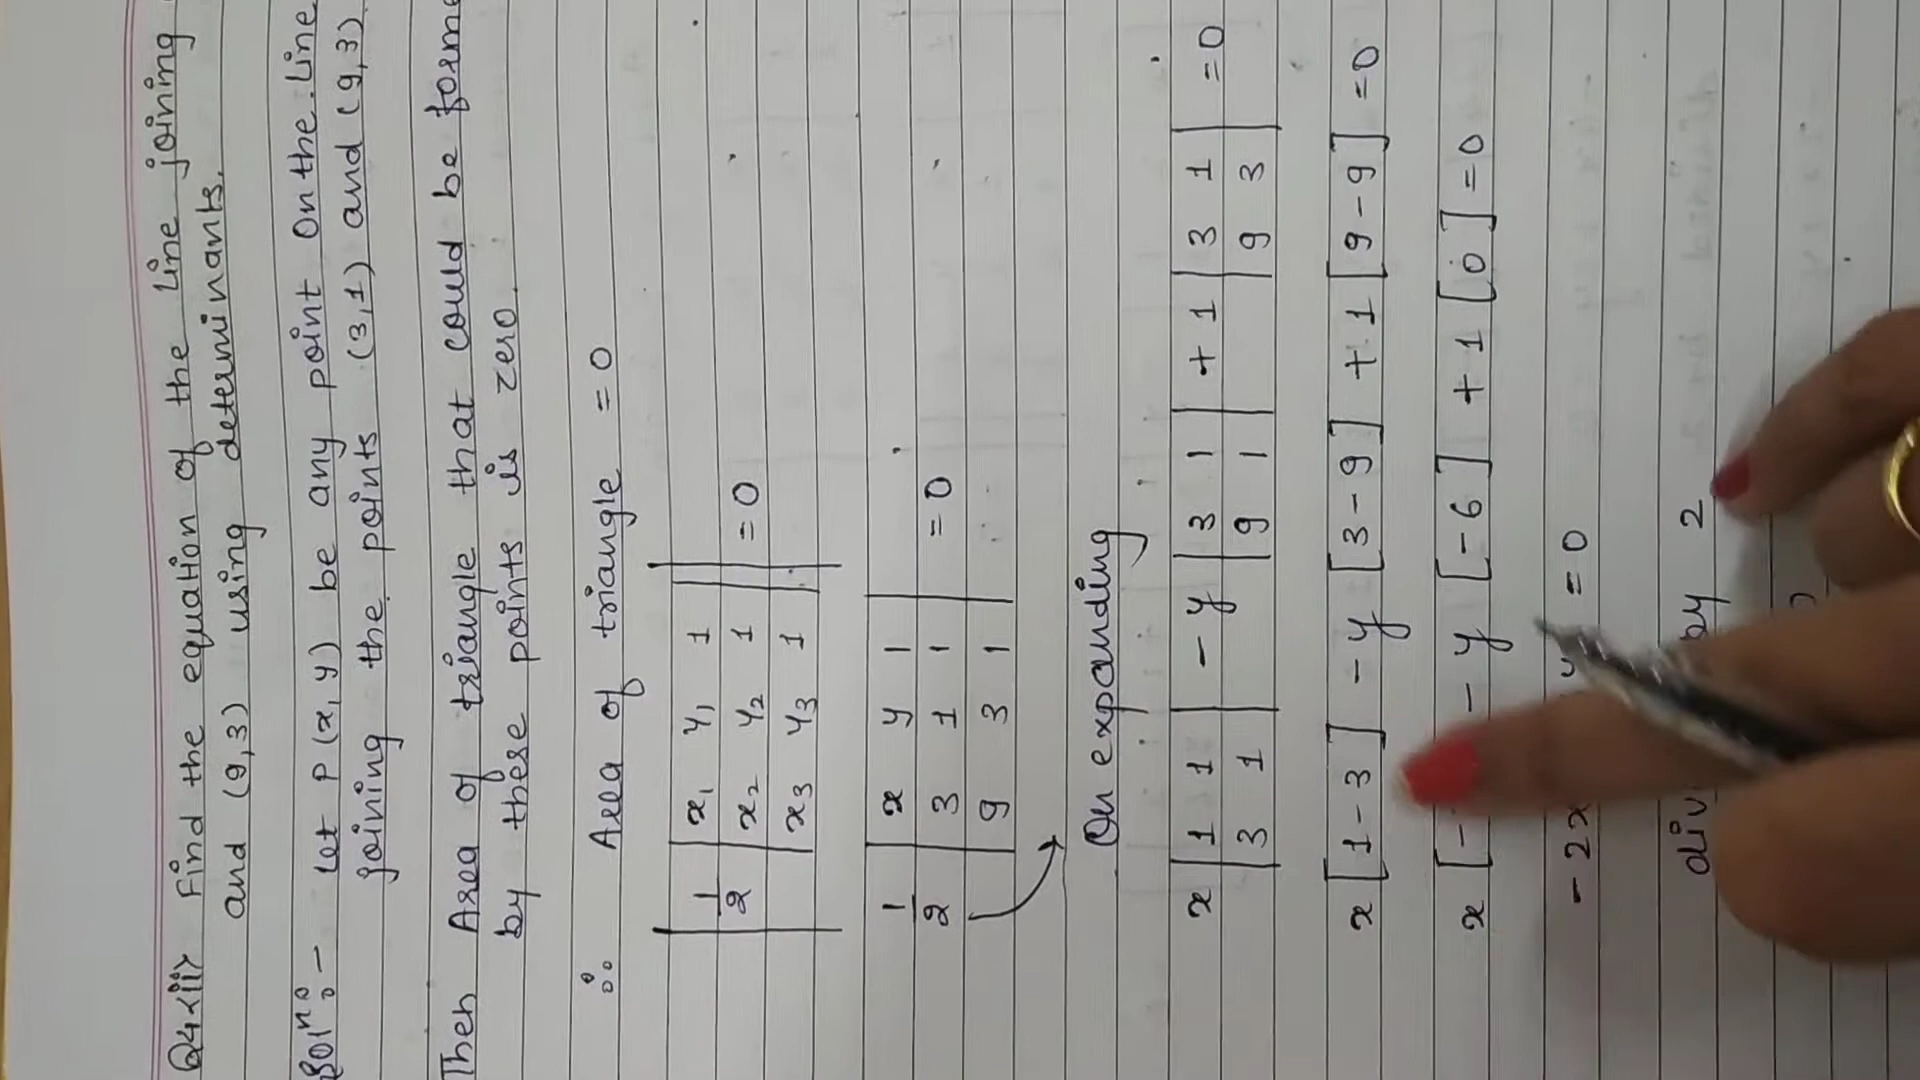 Q4<ii> Find the equation of the Line joining
and (9,3) using determinants.
Solⁿ:- Let P(x,y) be any point on the Line
joining the points (3,1) and (9,3)
Then Area of triangle that could be forme
by these points is zero
∴ Area of triangle = 0
1/2 | x₁ y₁ 1 | = 0
x₂ y₂ 1
x₃ y₃ 1
1/2 | x y 1 | = 0
3 1 1
9 3 1
On expanding
x | 1 1 | - y | 3 1 | + 1 | 3 1 | = 0
| 3 1 | | 9 1 | | 9 3 |
x [1-3] - y [3-9] + 1 [9-9] = 0
x [- - y [-6] + 1 [0] = 0
- 2x = 0
by 2